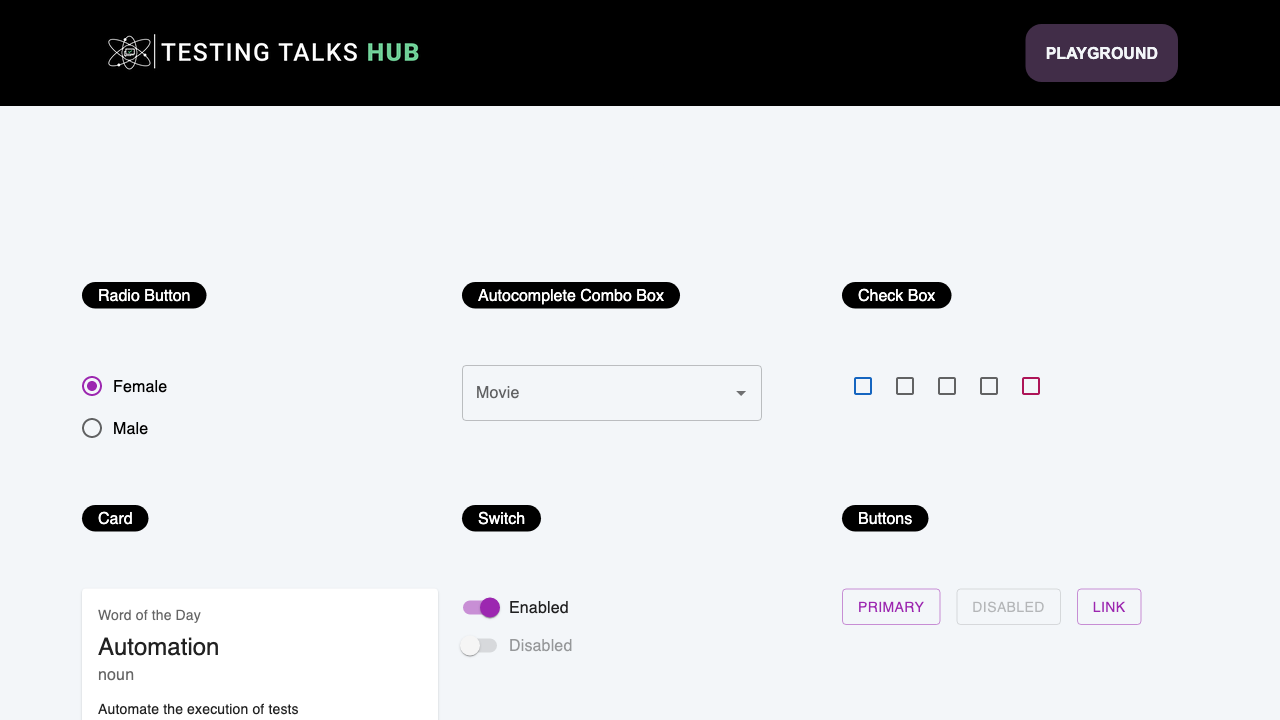 TESTING TALKS HUB
PLAYGROUND
Radio Button
Autocomplete Combo Box
Check Box
Female
Male
Movie
Card
Switch
Buttons
Word of the Day
Automation
noun
Automate the execution of tests
Enabled
Disabled
PRIMARY
DISABLED
LINK